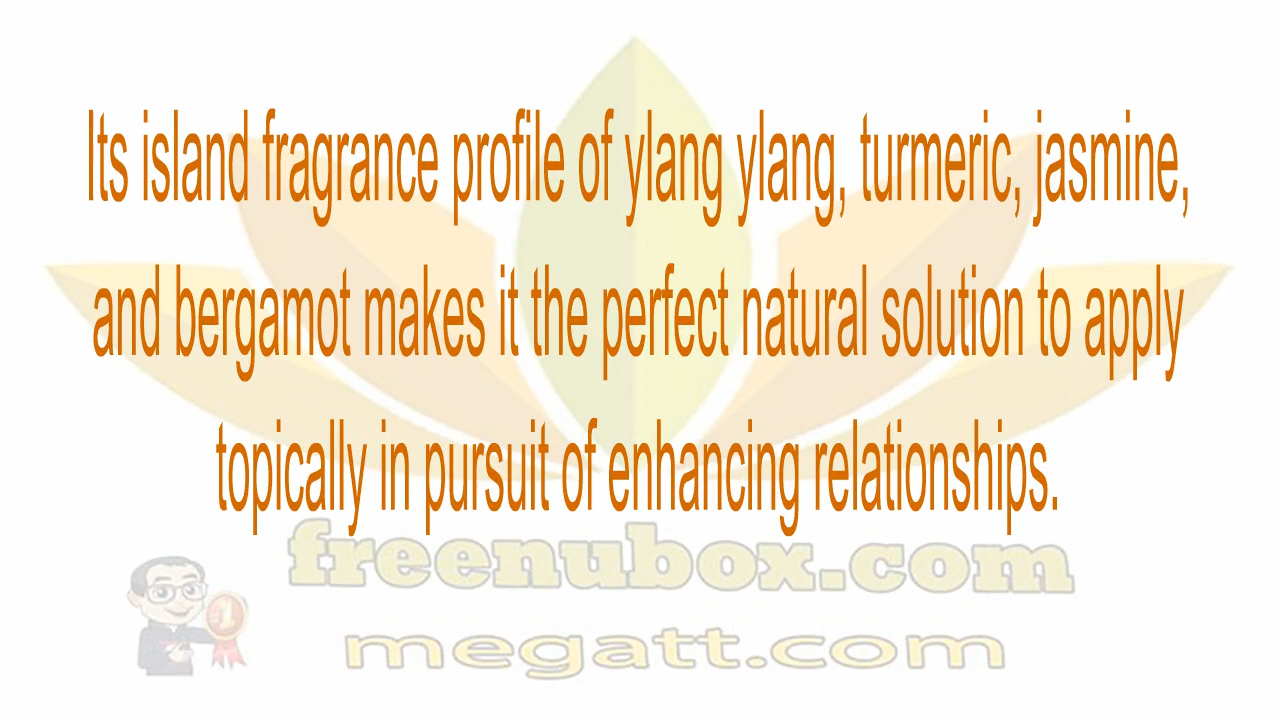 Its island fragrance profile of ylang ylang, turmeric, jasmine,
and bergamot makes it the perfect natural solution to apply
topically in pursuit of enhancing relationships.
freenubox.com
1
megatt.com